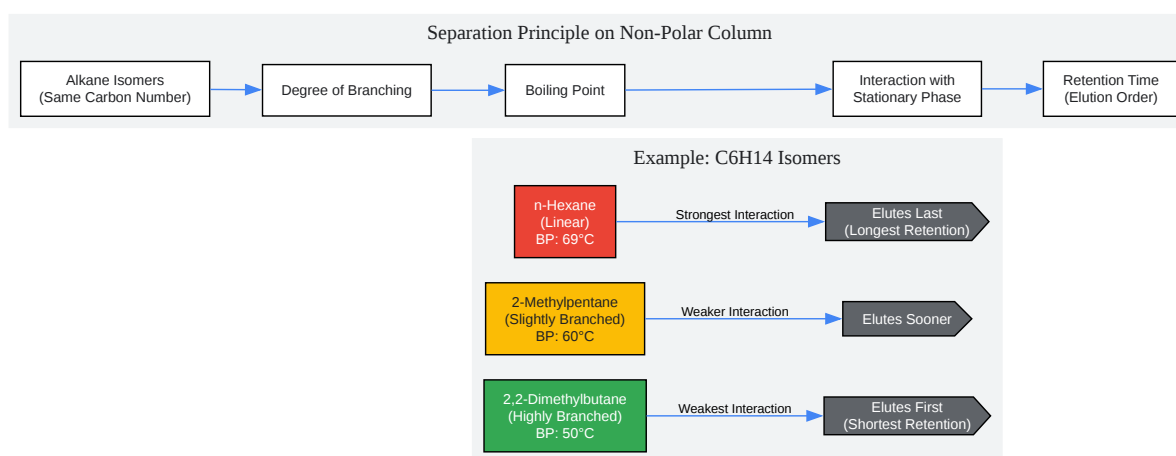 Separation Principle on Non-Polar Column
Alkane Isomers
(Same Carbon Number)
Degree of Branching
Boiling Point
Interaction with
Stationary Phase
Retention Time
(Elution Order)
Example: C6H14 Isomers
n-Hexane
(Linear)
BP: 69°C
Strongest Interaction
Elutes Last
(Longest Retention)
2-Methylpentane
(Slightly Branched)
BP: 60°C
Weaker Interaction
Elutes Sooner
2,2-Dimethylbutane
(Highly Branched)
BP: 50°C
Weakest Interaction
Elutes First
(Shortest Retention)